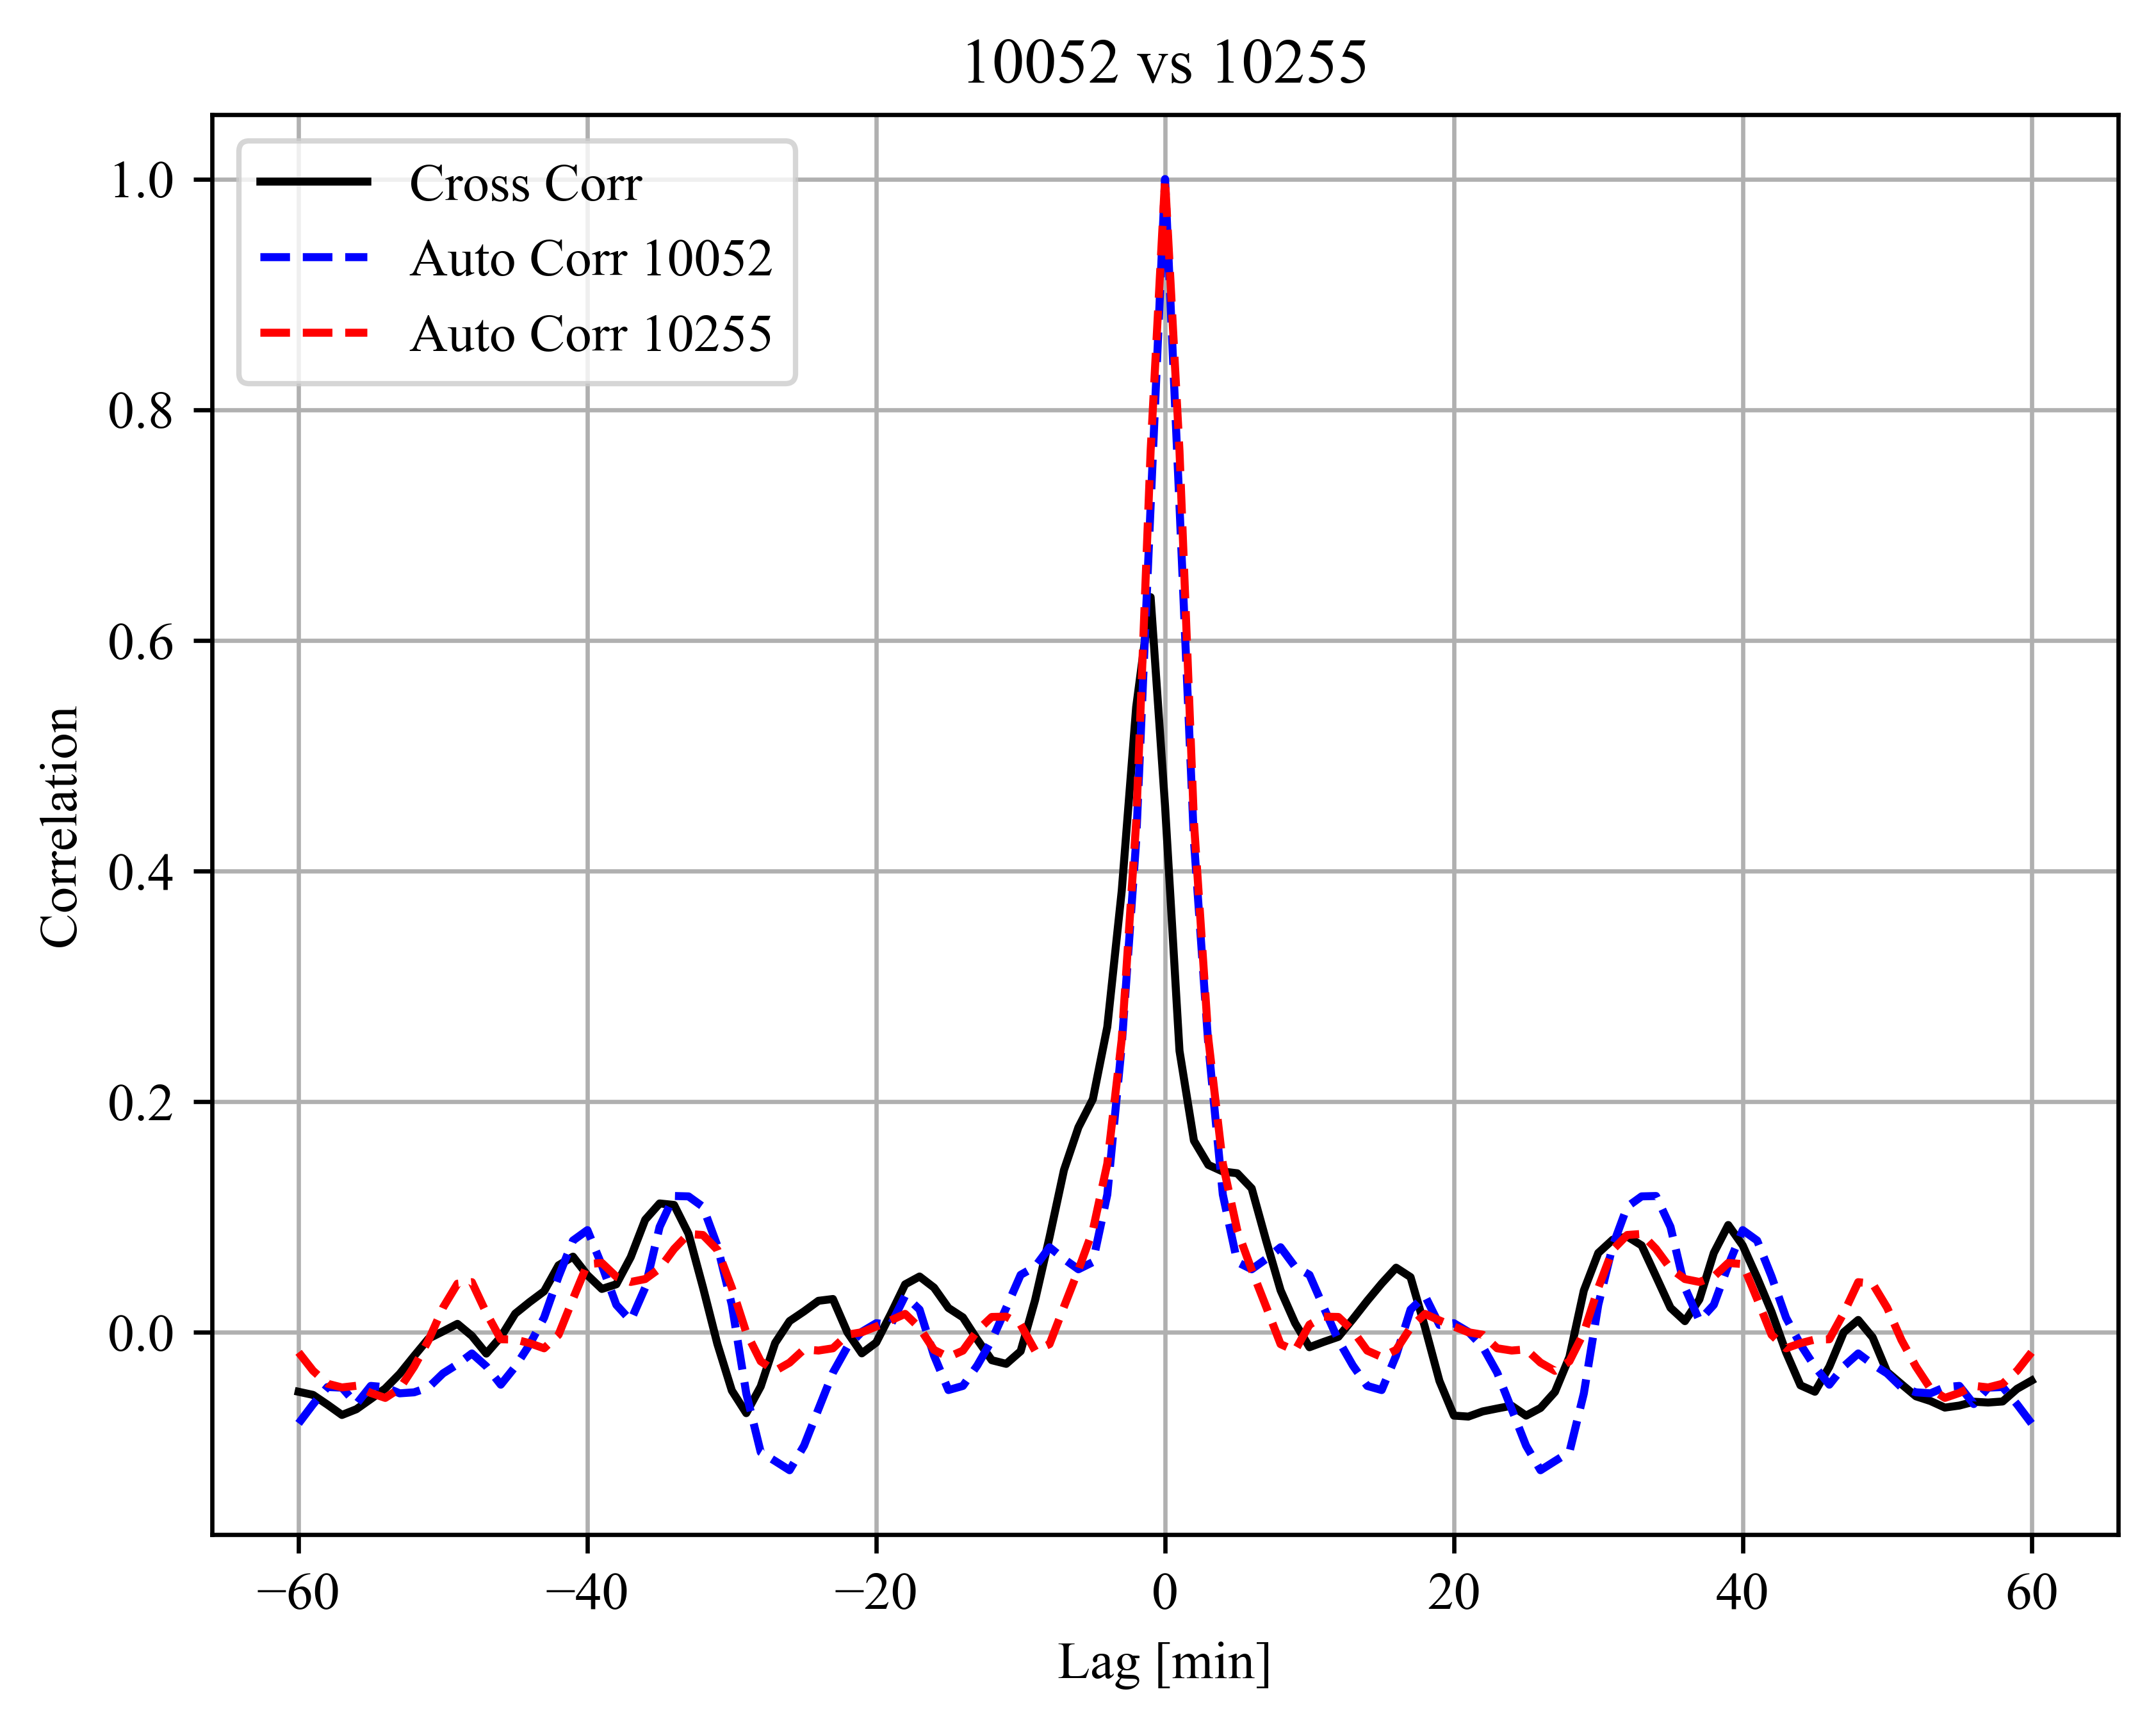 10052 vs 10255
Cross Corr
Auto Corr 10052
Auto Corr 10255
1.0
0.8
0.6
0.4
0.2
0.0
Correlation
−60
−40
−20
0
20
40
60
Lag [min]